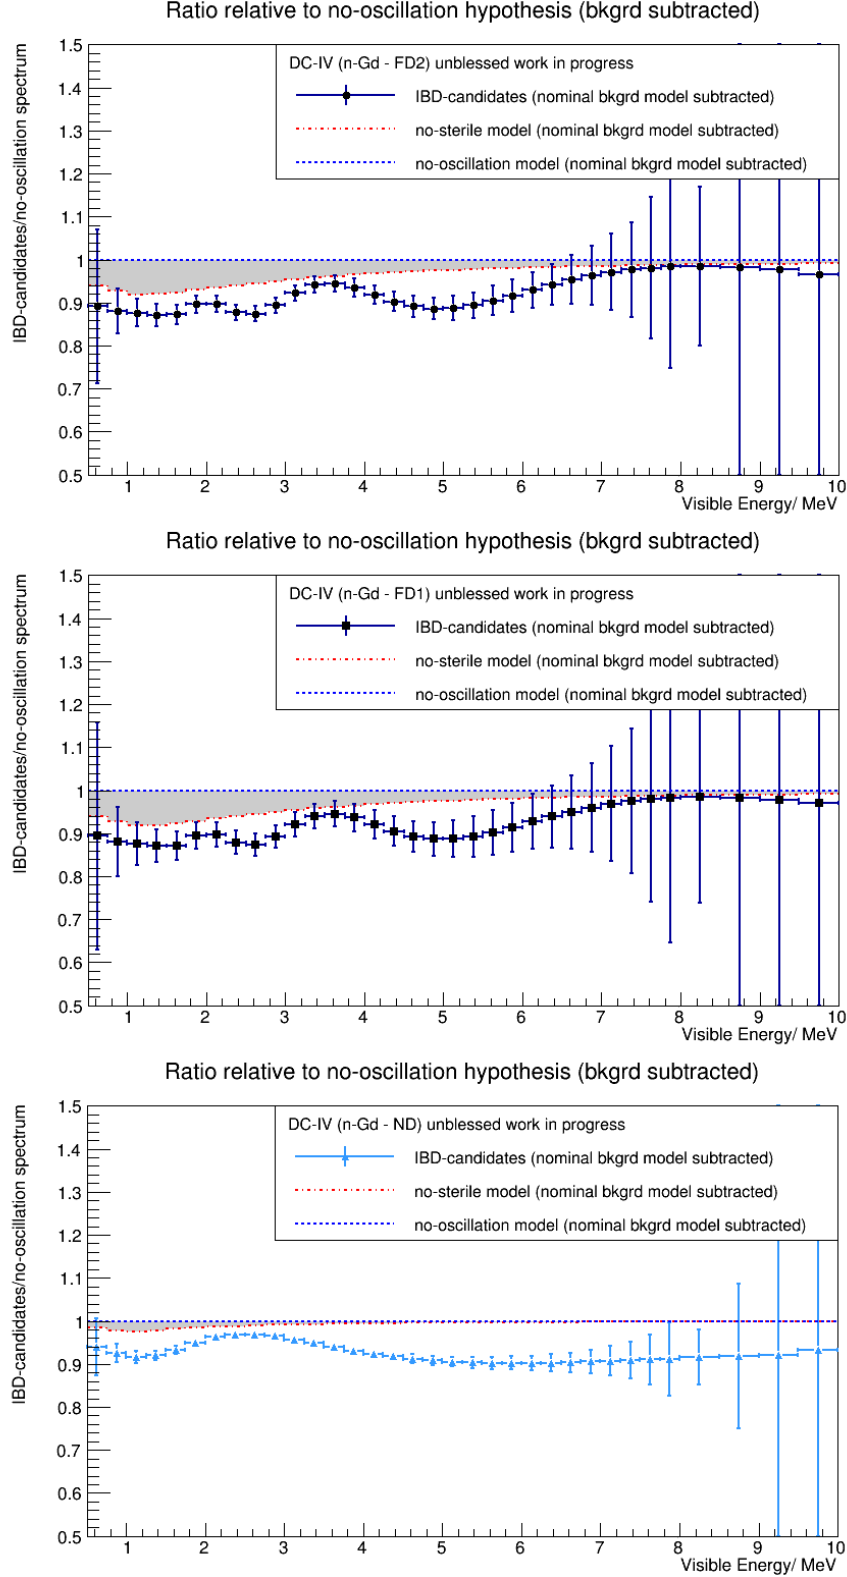 Ratio relative to no-oscillation hypothesis (bkgrd subtracted)
IBD-candidates/no-oscillation spectrum
1.5
1.4
1.3
1.2
1.1
1
0.9
0.8
0.7
0.6
0.5
DC-IV (n-Gd - FD2) unblessed work in progress
IBD-candidates (nominal bkgrd model subtracted)
no-sterile model (nominal bkgrd model subtracted)
no-oscillation model (nominal bkgrd model subtracted)
1 2 3 4 5 6 7 8 9 10
Visible Energy/ MeV
Ratio relative to no-oscillation hypothesis (bkgrd subtracted)
IBD-candidates/no-oscillation spectrum
1.5
1.4
1.3
1.2
1.1
1
0.9
0.8
0.7
0.6
0.5
DC-IV (n-Gd - FD1) unblessed work in progress
IBD-candidates (nominal bkgrd model subtracted)
no-sterile model (nominal bkgrd model subtracted)
no-oscillation model (nominal bkgrd model subtracted)
1 2 3 4 5 6 7 8 9 10
Visible Energy/ MeV
Ratio relative to no-oscillation hypothesis (bkgrd subtracted)
IBD-candidates/no-oscillation spectrum
1.5
1.4
1.3
1.2
1.1
1
0.9
0.8
0.7
0.6
0.5
DC-IV (n-Gd - ND) unblessed work in progress
IBD-candidates (nominal bkgrd model subtracted)
no-sterile model (nominal bkgrd model subtracted)
no-oscillation model (nominal bkgrd model subtracted)
1 2 3 4 5 6 7 8 9 10
Visible Energy/ MeV